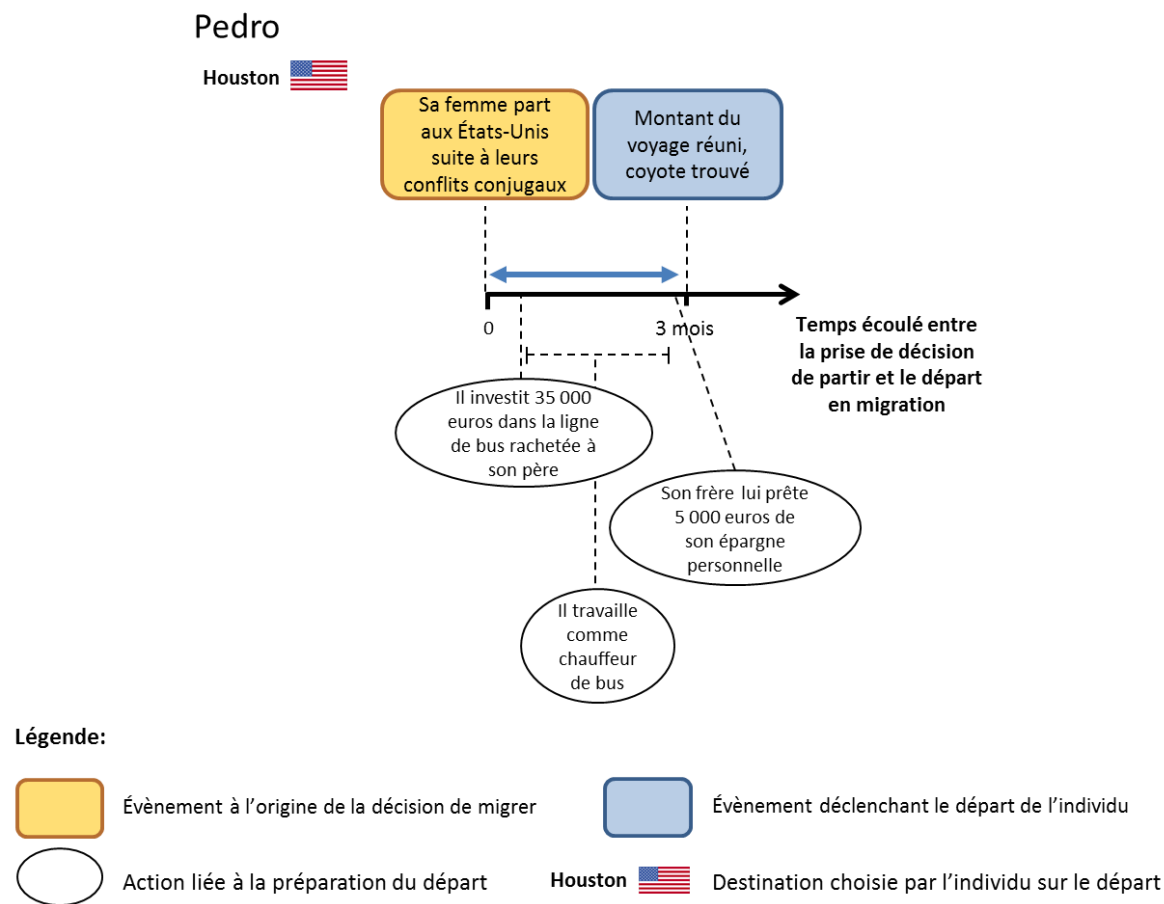 Pedro
Houston
Sa femme part
aux États-Unis
suite à leurs
conflits conjugaux
Montant du
voyage réuni,
coyote trouvé
0
3 mois
Temps écoulé entre
la prise de décision
de partir et le départ
en migration
Il investit 35 000
euros dans la ligne
de bus rachetée à
son père
Son frère lui prête
5 000 euros de
son épargne
personnelle
Il travaille
comme
chauffeur
de bus
Légende:
Évènement à l’origine de la décision de migrer
Évènement déclenchant le départ de l’individu
Action liée à la préparation du départ
Houston
Destination choisie par l’individu sur le départ